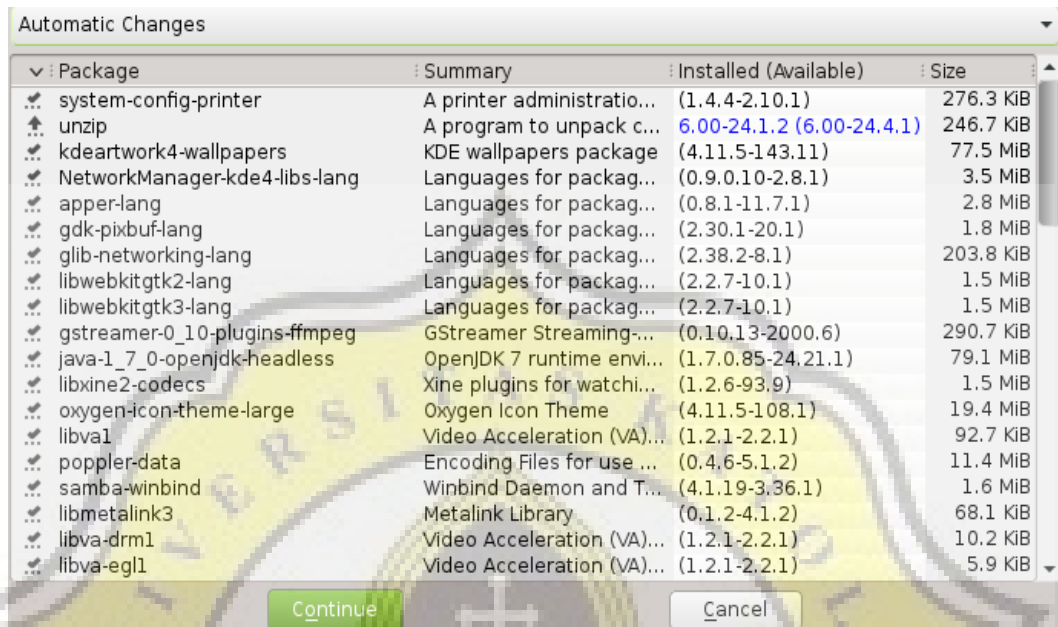 Automatic Changes
Package Summary Installed (Available) Size
system-config-printer A printer administratio... (1.4.4-2.10.1) 276.3 KiB
unzip A program to unpack c... 6.00-24.1.2 (6.00-24.4.1) 246.7 KiB
kdeartwork4-wallpapers KDE wallpapers package (4.11.5-143.11) 77.5 MiB
NetworkManager-kde4-libs-lang Languages for packag... (0.9.0.10-2.8.1) 3.5 MiB
apper-lang Languages for packag... (0.8.1-11.7.1) 2.8 MiB
gdk-pixbuf-lang Languages for packag... (2.30.1-20.1) 1.8 MiB
glib-networking-lang Languages for packag... (2.38.2-8.1) 203.8 KiB
libwebkitgtk2-lang Languages for packag... (2.2.7-10.1) 1.5 MiB
libwebkitgtk3-lang Languages for packag... (2.2.7-10.1) 1.5 MiB
gstreamer-0_10-plugins-ffmpeg GStreamer Streaming-... (0.10.13-2000.6) 290.7 KiB
java-1_7_0-openjdk-headless OpenJDK 7 runtime envi... (1.7.0.85-24.21.1) 79.1 MiB
libxine2-codecs Xine plugins for watchi... (1.2.6-93.9) 1.5 MiB
oxygen-icon-theme-large Oxygen Icon Theme (4.11.5-108.1) 19.4 MiB
libva1 Video Acceleration (VA)... (1.2.1-2.2.1) 92.7 KiB
poppler-data Encoding Files for use ... (0.4.6-5.1.2) 11.4 MiB
samba-winbind Winbind Daemon and T... (4.1.19-3.36.1) 1.6 MiB
libmetalink3 Metalink Library (0.1.2-4.1.2) 68.1 KiB
libva-drm1 Video Acceleration (VA)... (1.2.1-2.2.1) 10.2 KiB
libva-egl1 Video Acceleration (VA)... (1.2.1-2.2.1) 5.9 KiB
Continue Cancel